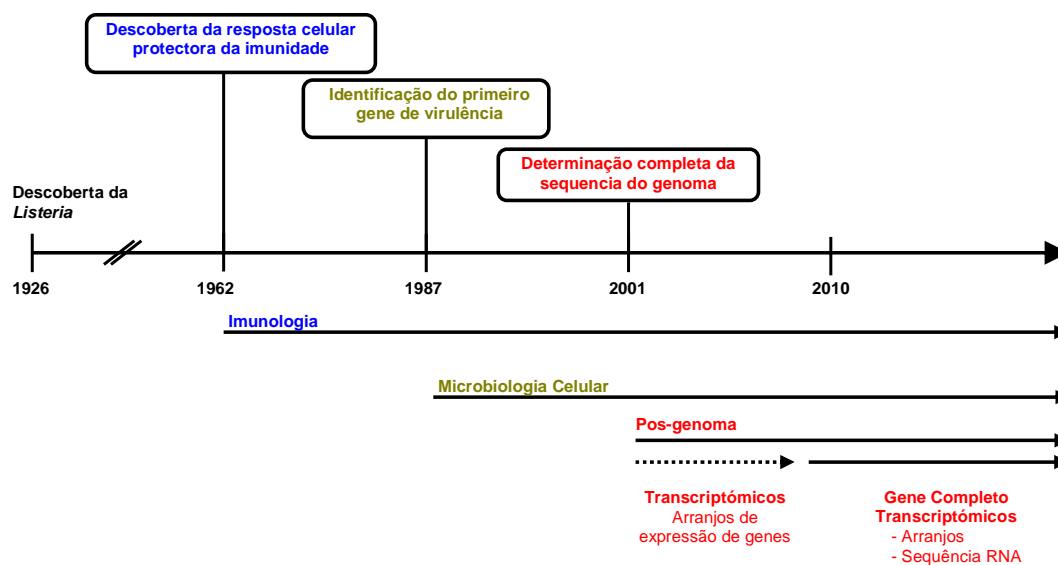 Descoberta da resposta celular
protectora da imunidade
Identificação do primeiro
gene de virulência
Determinação completa da
sequencia do genoma
Descoberta da
Listeria
1926
1962
1987
2001
2010
Imunologia
Microbiologia Celular
Pos-genoma
Transcriptómicos
Arranjos de
expressão de genes
Gene Completo
Transcriptómicos
- Arranjos
- Sequência RNA